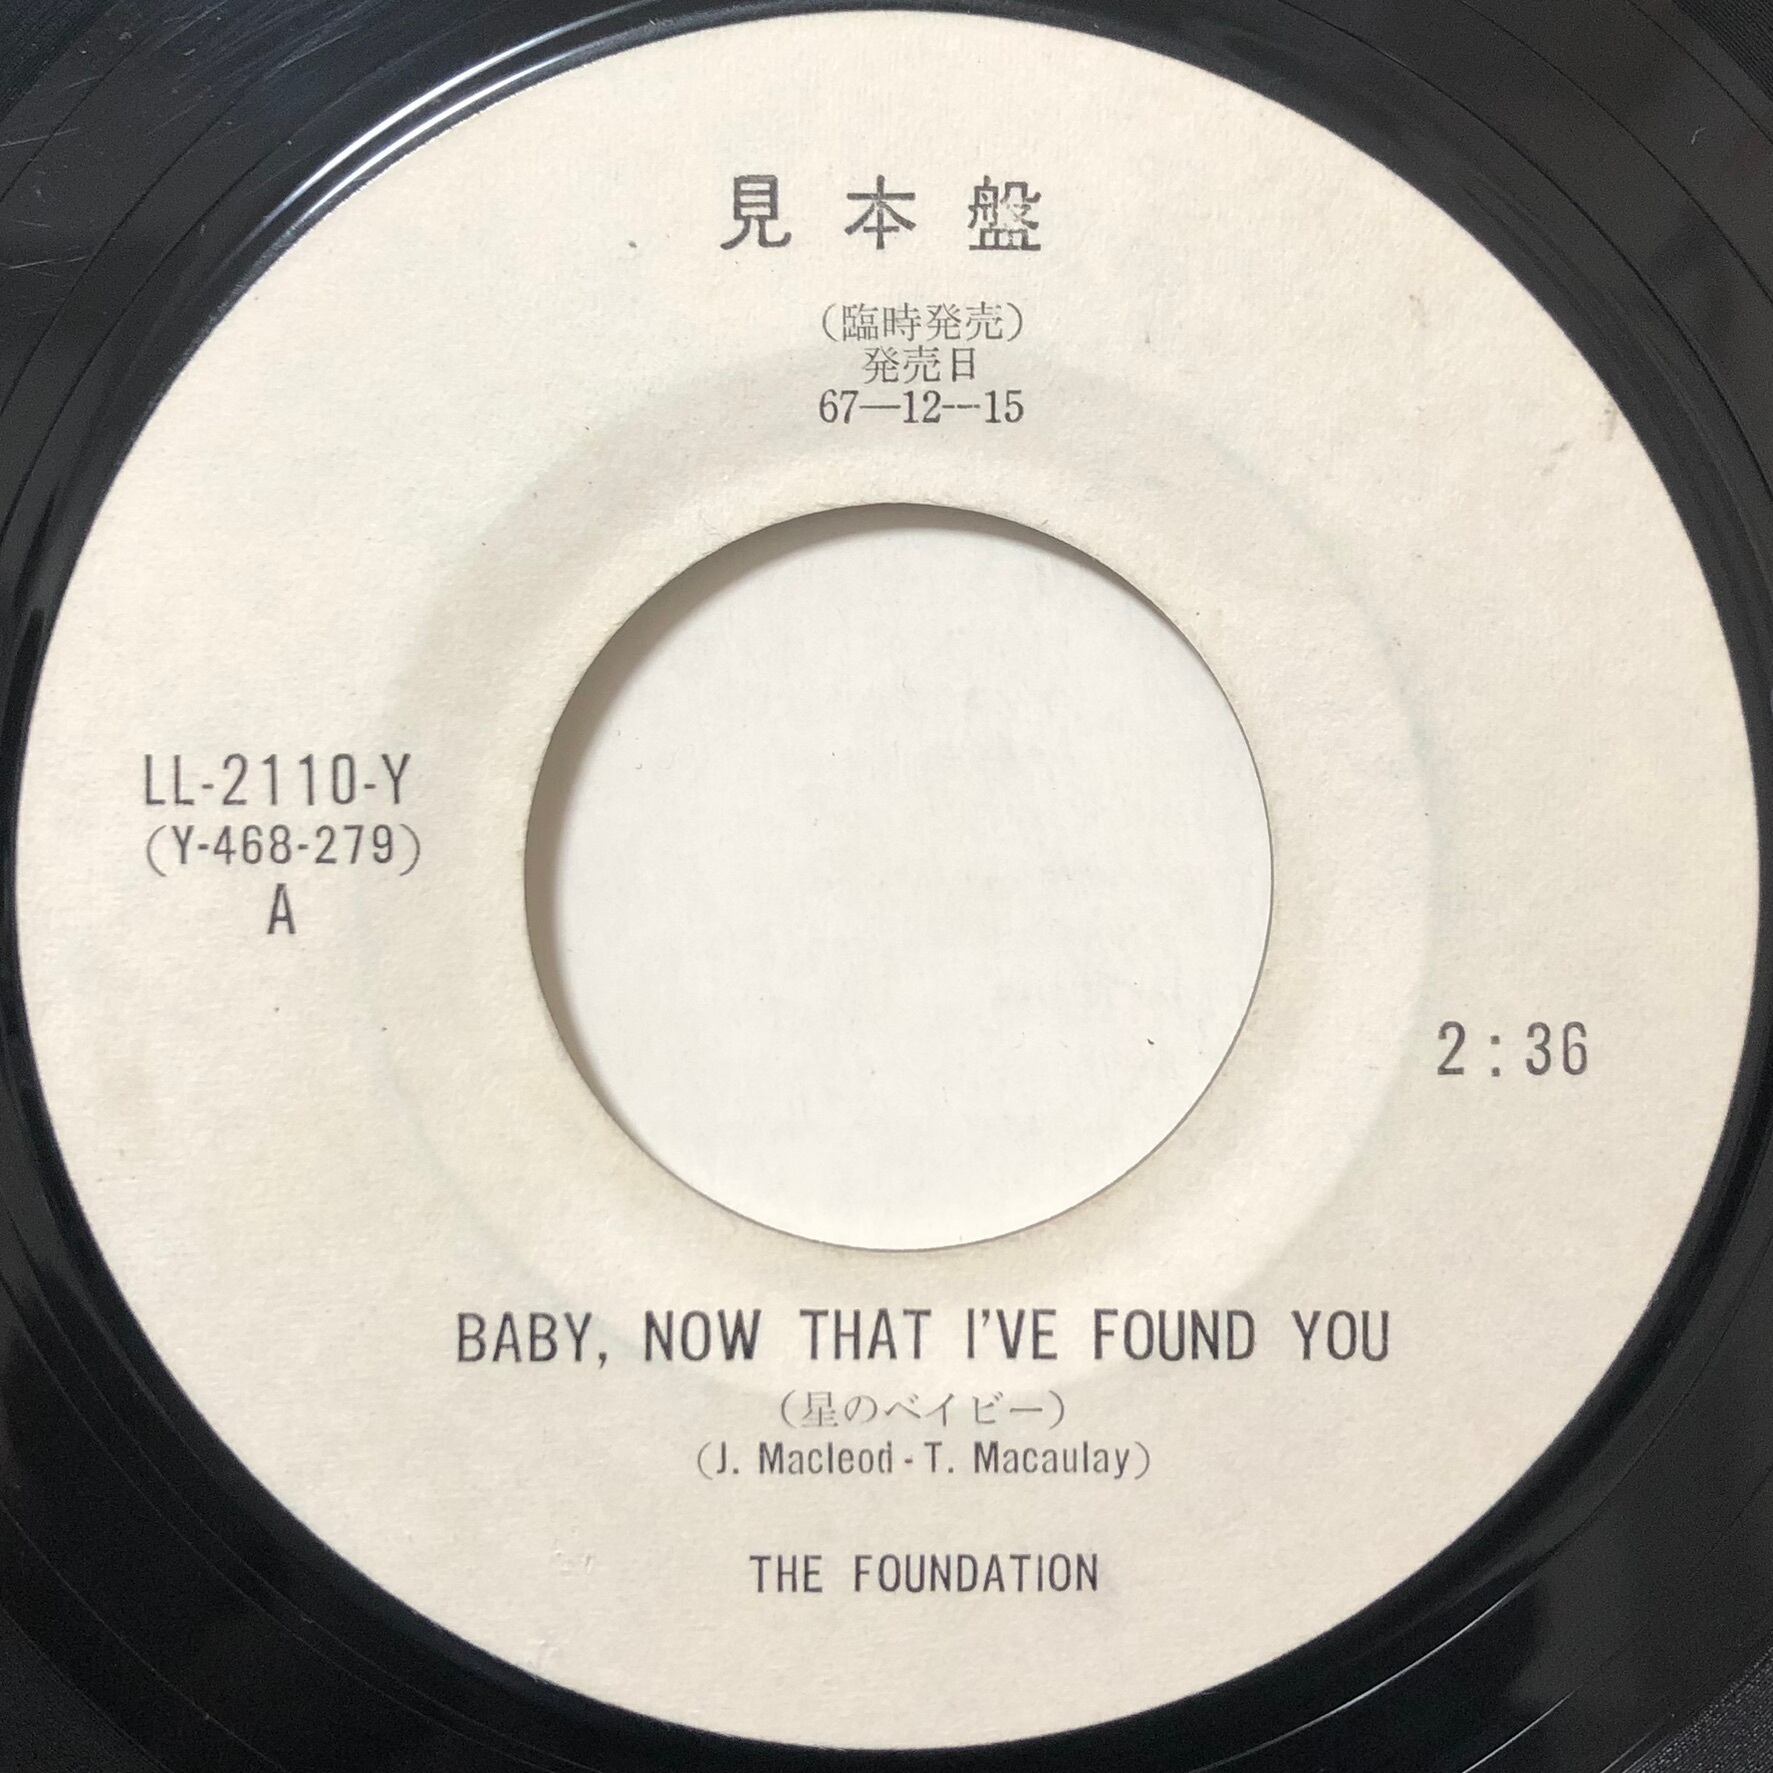 見本盤
(臨時発売)
発売日
67—12—15
LL-2110-Y
(Y-468-279)
A
2:36
BABY, NOW THAT I'VE FOUND YOU
(星のベイビー)
(J. Macleod - T. Macaulay)
THE FOUNDATION